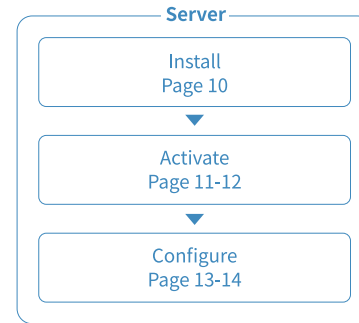 Server
Install
Page 10
Activate
Page 11-12
Configure
Page 13-14